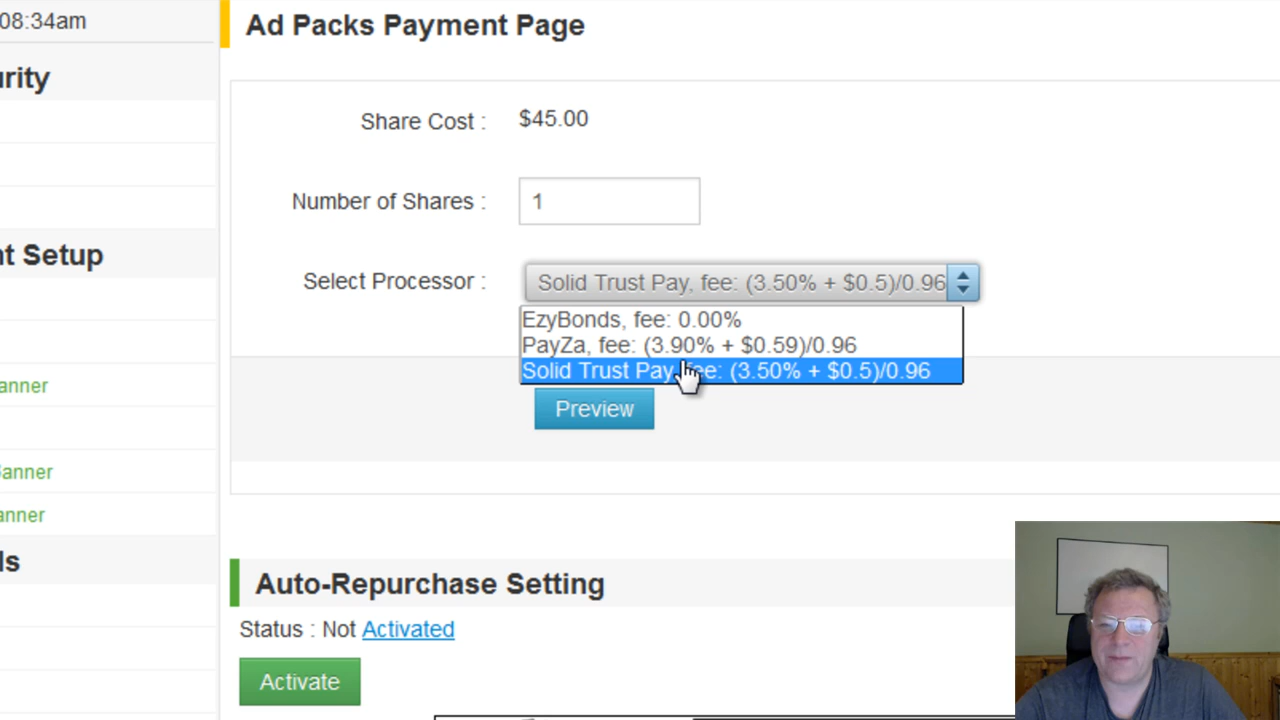 08:34am
Ad Packs Payment Page
urity
Share Cost : $45.00
Number of Shares : 1
nt Setup
Select Processor : Solid Trust Pay, fee: (3.50% + $0.5)/0.96
EzyBonds, fee: 0.00%
PayZa, fee: (3.90% + $0.59)/0.96
Solid Trust Pay, fee: (3.50% + $0.5)/0.96
anner
Preview
Banner
anner
ls
Auto-Repurchase Setting
Status : Not Activated
Activate